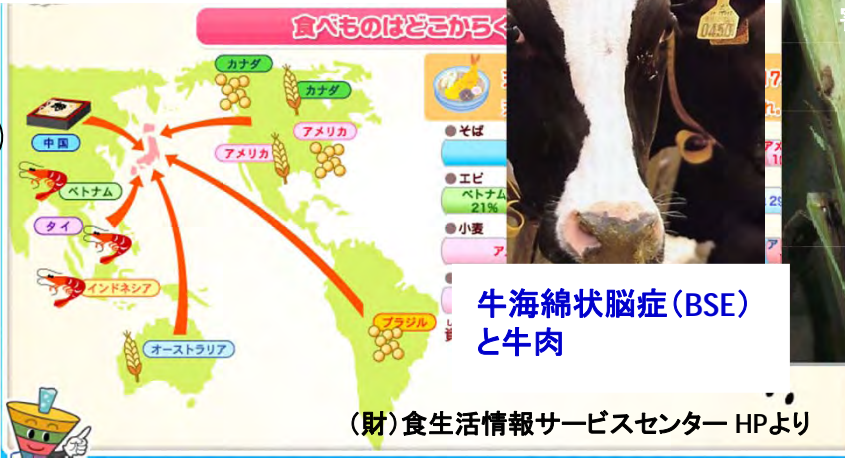 食べものはどこからく
0450
カナダ
カナダ
アメリカ
アメリカ
中国
ベトナム
タイ
インドネシア
オーストラリア
ブラジル
●そば
●エビ
ベトナム
21%
●小麦
牛海綿状脳症(BSE)
と牛肉
(財)食生活情報サービスセンター HPより